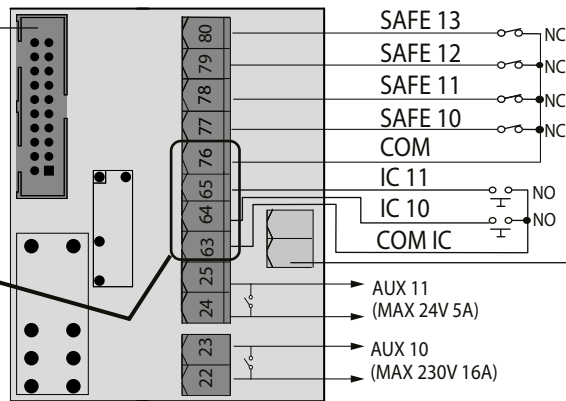 80
79
78
77
76
65
64
63
25
24
23
22
SAFE 13
NC
SAFE 12
NC
SAFE 11
NC
SAFE 10
NC
COM
IC 11
NO
IC 10
NO
COM IC
AUX 11
(MAX 24V 5A)
AUX 10
(MAX 230V 16A)